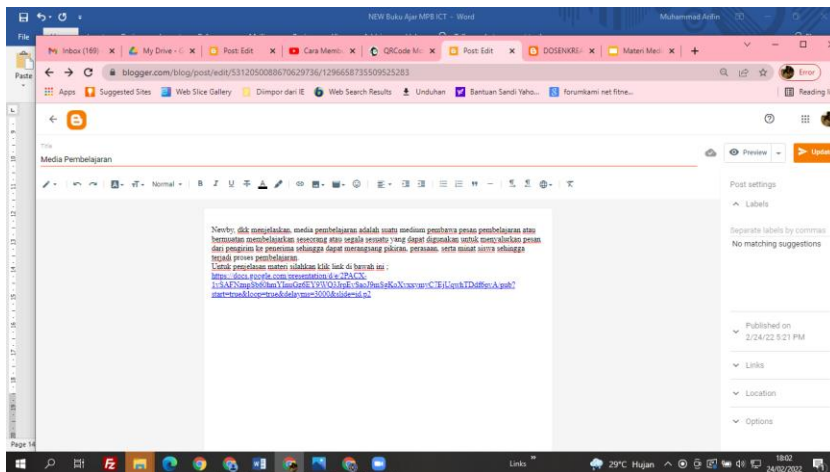 NEW Buku Ajar MPB ICT - Word
Muhammad Arifin
File
Inbox (169) -
My Drive - G
Post: Edit
Cara Memb
QRCode M
Post: Edit
DOSENKRE
Materi Medi
Paste
blogger.com/blog/post/edit/5312050088670629736/1296658735509525283
Error
Apps
Suggested Sites
Web Slice Gallery
Diimpor dari IE
Web Search Results
Unduhan
Bantuan Sandi Yaho...
forumkami net fitne...
Reading li
Title
Media Pembelajaran
Preview
Updat
Normal
B I U
Post settings
Labels
Separate labels by commas
No matching suggestions
Newby, dkk menjelaskan, media pembelajaran adalah suatu medium pembawa pesan pembelajaran atau
bermuatan membelajarkan seseorang atau segala sesuatu yang dapat digunakan untuk menyalurkan pesan
dari pengirim ke penerima sehingga dapat merangsang pikiran, perasaan, serta minat siswa sehingga
terjadi proses pembelajaran.
Untuk penjelasan materi silahkan klik link di bawah ini ;
https://docs.google.com/presentation/d/e/2PACX-
start=true&loop=true&delayms=3000&slide=id.p2
Published on
2/24/22 5:21 PM
Links
Location
Options
Page 14
Links
29°C Hujan
18:02
24/02/2022